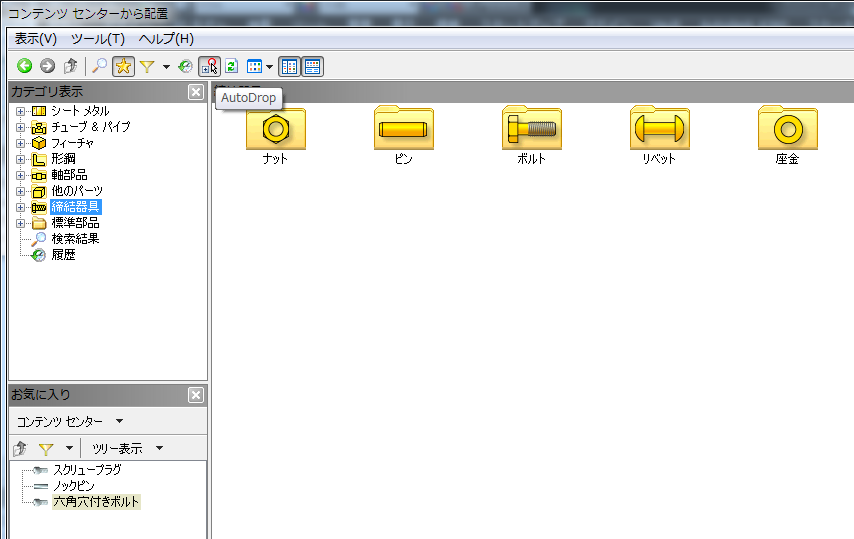 コンテンツ センターから配置
表示(V) ツール(T) ヘルプ(H)
カテゴリ表示
AutoDrop
シート メタル
チューブ & パイプ
フィーチャ
形鋼
軸部品
他のパーツ
締結器具
標準部品
検索結果
履歴
ナット
ピン
ボルト
リベット
座金
お気に入り
コンテンツ センター
ツリー表示
スクリュープラグ
ノックピン
六角穴付きボルト